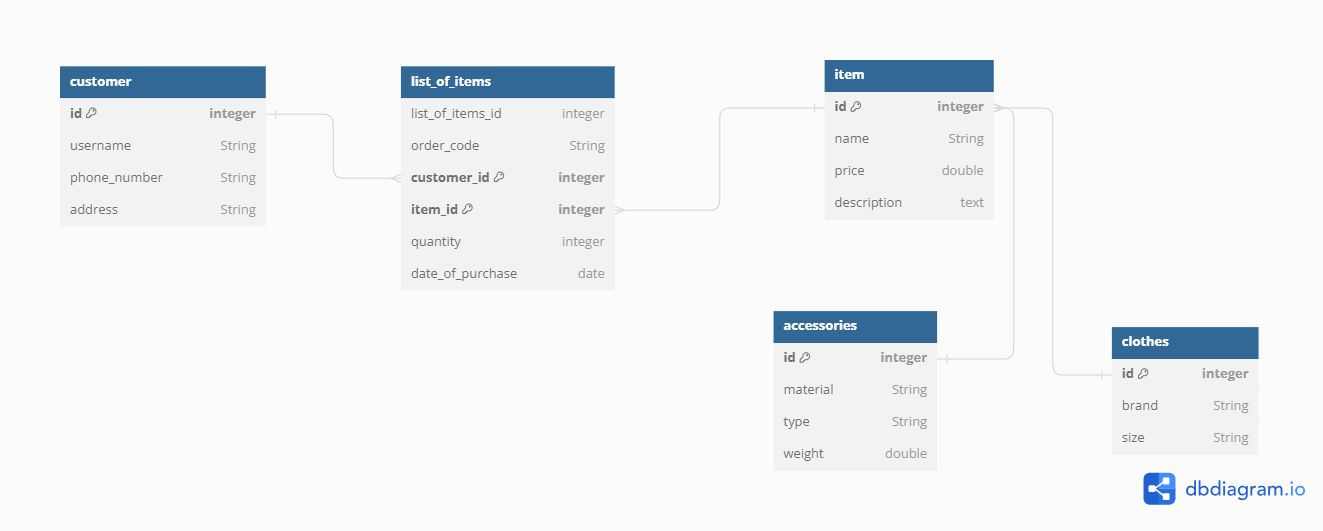 customer
id integer
username String
phone_number String
address String
list_of_items
list_of_items_id integer
order_code String
customer_id integer
item_id integer
quantity integer
date_of_purchase date
item
id integer
name String
price double
description text
accessories
id integer
material String
type String
weight double
clothes
id integer
brand String
size String
dbdiagram.io